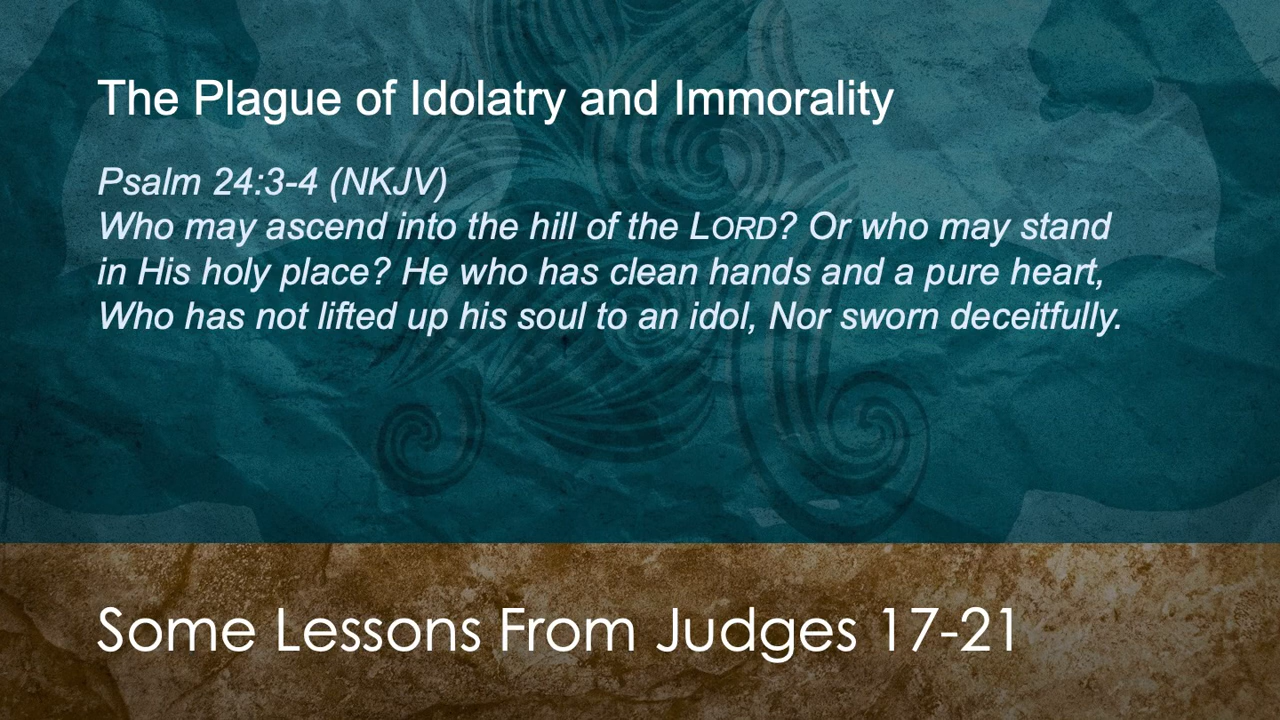 The Plague of Idolatry and Immorality
Psalm 24:3-4 (NKJV)
Who may ascend into the hill of the LORD? Or who may stand
in His holy place? He who has clean hands and a pure heart,
Who has not lifted up his soul to an idol, Nor sworn deceitfully.
Some Lessons From Judges 17-21